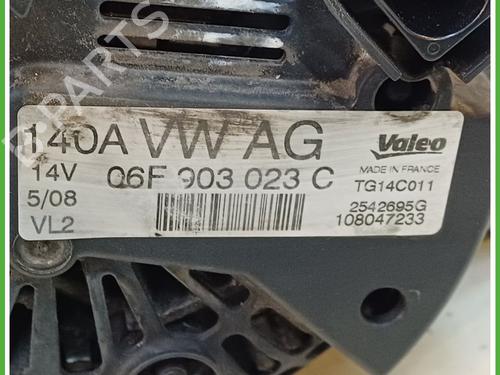 140A VW AG
14V 06F 903 023 C
5/08
VL2
Valeo
MADE IN FRANCE
TG14C011
2542695G
108047233